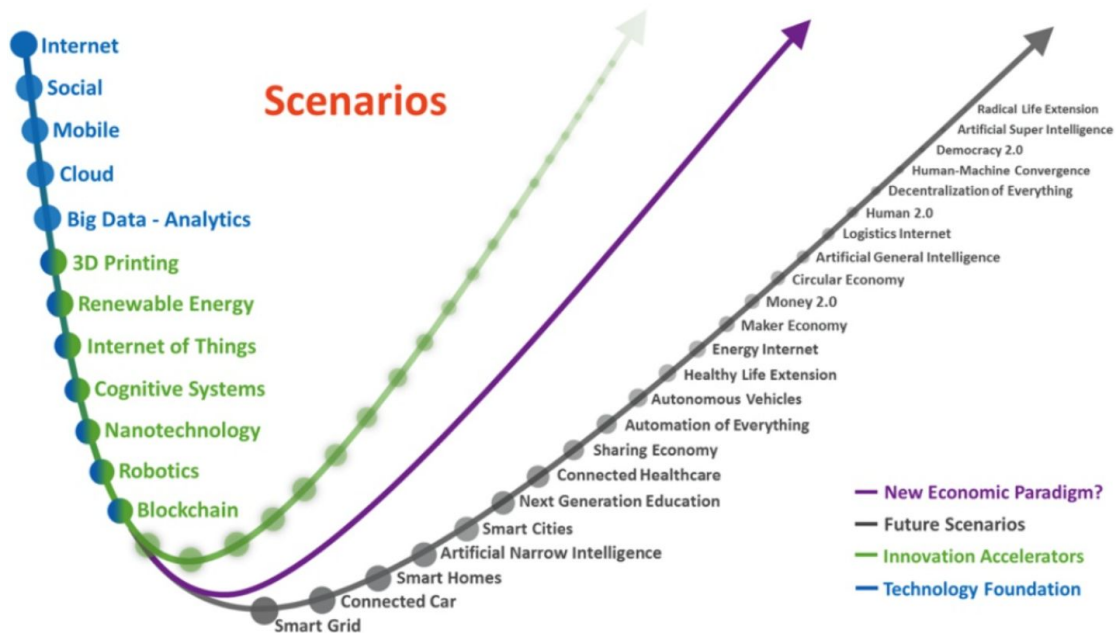 Scenarios
Internet
Social
Mobile
Cloud
Big Data - Analytics
3D Printing
Renewable Energy
Internet of Things
Cognitive Systems
Nanotechnology
Robotics
Blockchain
Radical Life Extension
Artificial Super Intelligence
Democracy 2.0
Human-Machine Convergence
Decentralization of Everything
Human 2.0
Logistics Internet
Artificial General Intelligence
Circular Economy
Money 2.0
Maker Economy
Energy Internet
Healthy Life Extension
Autonomous Vehicles
Automation of Everything
Sharing Economy
Connected Healthcare
Next Generation Education
Smart Cities
Artificial Narrow Intelligence
Smart Homes
Connected Car
Smart Grid
New Economic Paradigm?
Future Scenarios
Innovation Accelerators
Technology Foundation